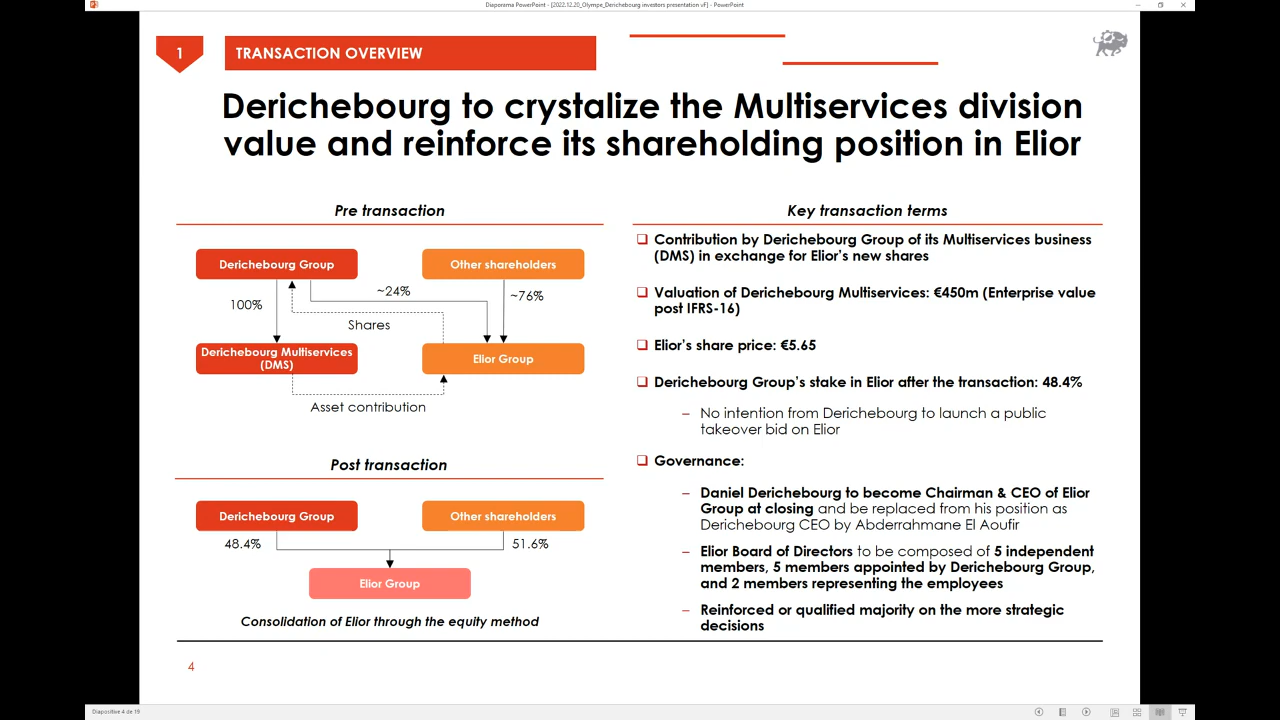 Diaporama PowerPoint - [2022.12.20_Olympe_Derichebourg investors presentation vF] - PowerPoint
1
TRANSACTION OVERVIEW
Derichebourg to crystalize the Multiservices division
value and reinforce its shareholding position in Elior
Pre transaction
Derichebourg Group
Other shareholders
100%
~24%
~76%
Shares
Derichebourg Multiservices
(DMS)
Elior Group
Asset contribution
Post transaction
Derichebourg Group
Other shareholders
48.4%
51.6%
Elior Group
Consolidation of Elior through the equity method
Key transaction terms
Contribution by Derichebourg Group of its Multiservices business
(DMS) in exchange for Elior's new shares
Valuation of Derichebourg Multiservices: €450m (Enterprise value
post IFRS-16)
Elior's share price: €5.65
Derichebourg Group's stake in Elior after the transaction: 48.4%
– No intention from Derichebourg to launch a public
takeover bid on Elior
Governance:
– Daniel Derichebourg to become Chairman & CEO of Elior
Group at closing and be replaced from his position as
Derichebourg CEO by Abderrahmane El Aoufir
– Elior Board of Directors to be composed of 5 independent
members, 5 members appointed by Derichebourg Group,
and 2 members representing the employees
– Reinforced or qualified majority on the more strategic
decisions
4
Diapositive 4 de 19